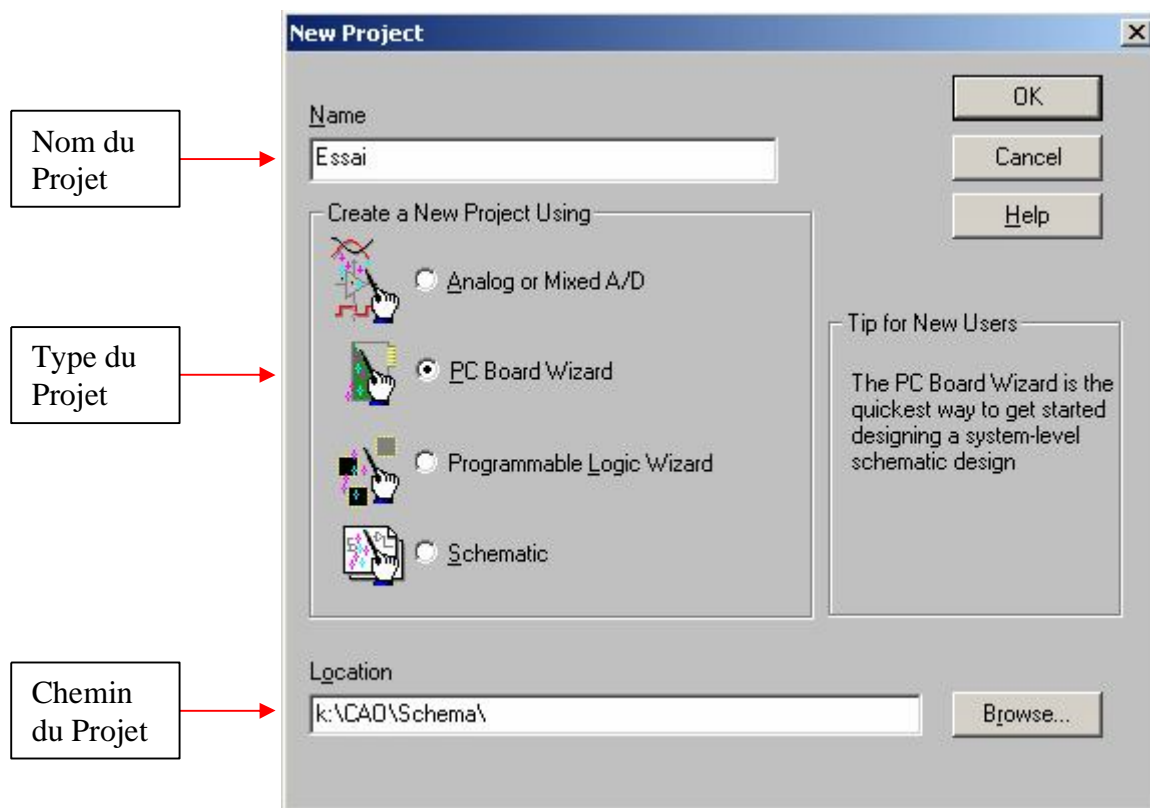 New Project
Nom du
Projet
Name
Essai
OK
Cancel
Help
Create a New Project Using
Analog or Mixed A/D
Type du
Projet
PC Board Wizard
Programmable Logic Wizard
Schematic
Tip for New Users
The PC Board Wizard is the
quickest way to get started
designing a system-level
schematic design
Chemin
du Projet
Location
k:\CAO\Schema\
Browse...